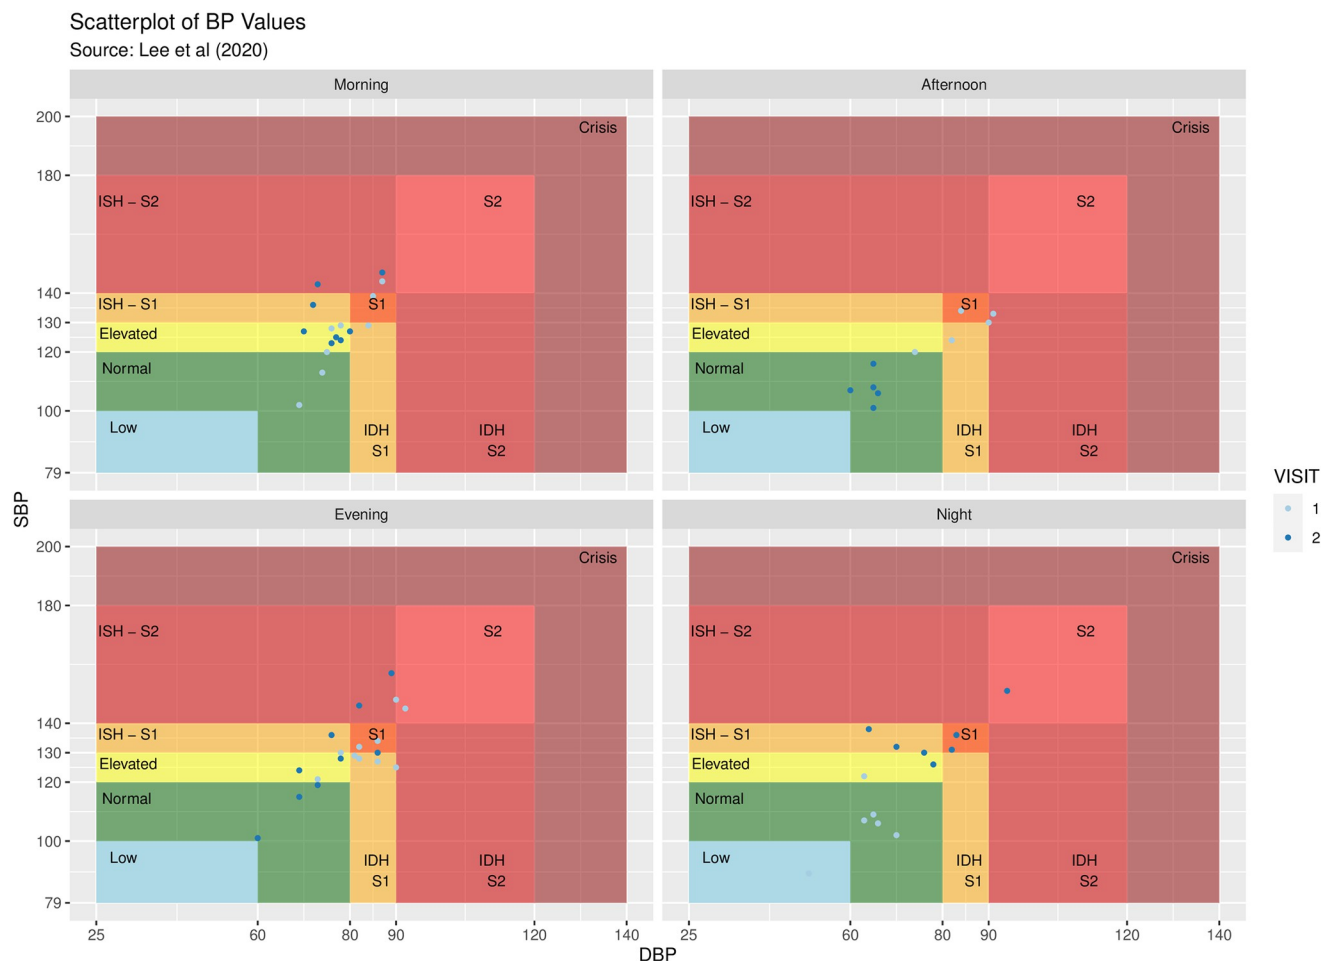 Scatterplot of BP Values
Source: Lee et al (2020)
Morning
Afternoon
200
180
140
130
120
100
79
Crisis
ISH – S2
S2
ISH – S1
S1
Elevated
Normal
Low
IDH
S1
IDH
S2
Crisis
ISH – S2
S2
ISH – S1
S1
Elevated
Normal
Low
IDH
S1
IDH
S2
SBP
VISIT
1
2
Evening
Night
200
180
140
130
120
100
79
Crisis
ISH – S2
S2
ISH – S1
S1
Elevated
Normal
Low
IDH
S1
IDH
S2
Crisis
ISH – S2
S2
ISH – S1
S1
Elevated
Normal
Low
IDH
S1
IDH
S2
25 60 80 90 120 140
25 60 80 90 120 140
DBP